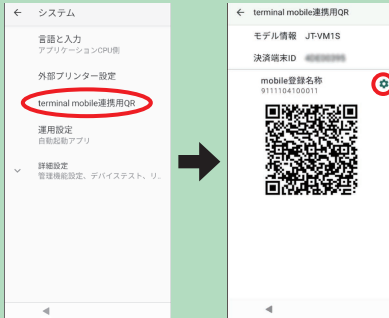 システム
言語と入力
アプリケーションCPU側
外部プリンター設定
terminal mobile連携用QR
運用設定
自動起動アプリ
詳細設定
管理機能設定、デバイステスト、リ..
terminal mobile連携用QR
モデル情報 JT-VM1S
決済端末ID
mobile登録名称
9111104100011